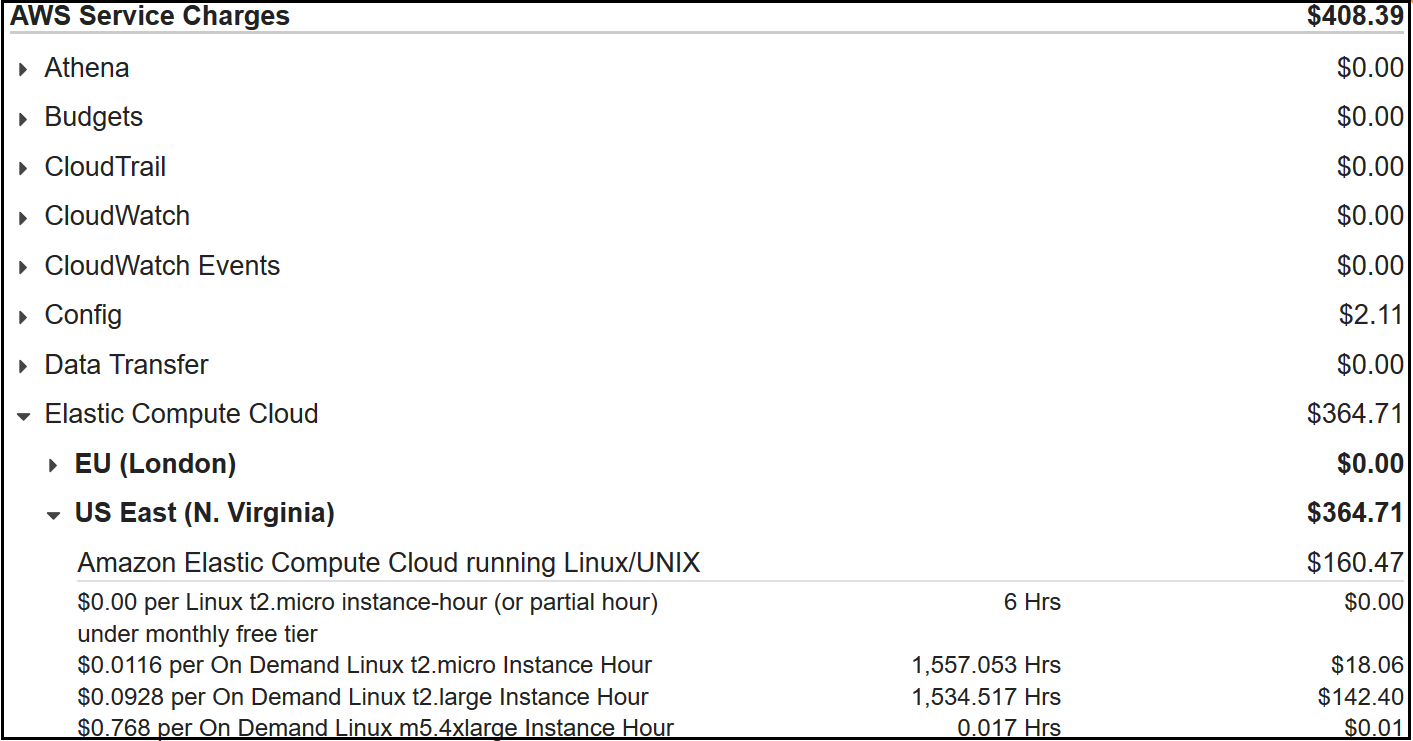 AWS Service Charges $408.39
Athena $0.00
Budgets $0.00
CloudTrail $0.00
CloudWatch $0.00
CloudWatch Events $0.00
Config $2.11
Data Transfer $0.00
Elastic Compute Cloud $364.71
EU (London) $0.00
US East (N. Virginia) $364.71
Amazon Elastic Compute Cloud running Linux/UNIX $160.47
$0.00 per Linux t2.micro instance-hour (or partial hour) 6 Hrs $0.00
under monthly free tier
$0.0116 per On Demand Linux t2.micro Instance Hour 1,557.053 Hrs $18.06
$0.0928 per On Demand Linux t2.large Instance Hour 1,534.517 Hrs $142.40
$0.768 per On Demand Linux m5.4xlarge Instance Hour 0.017 Hrs $0.01